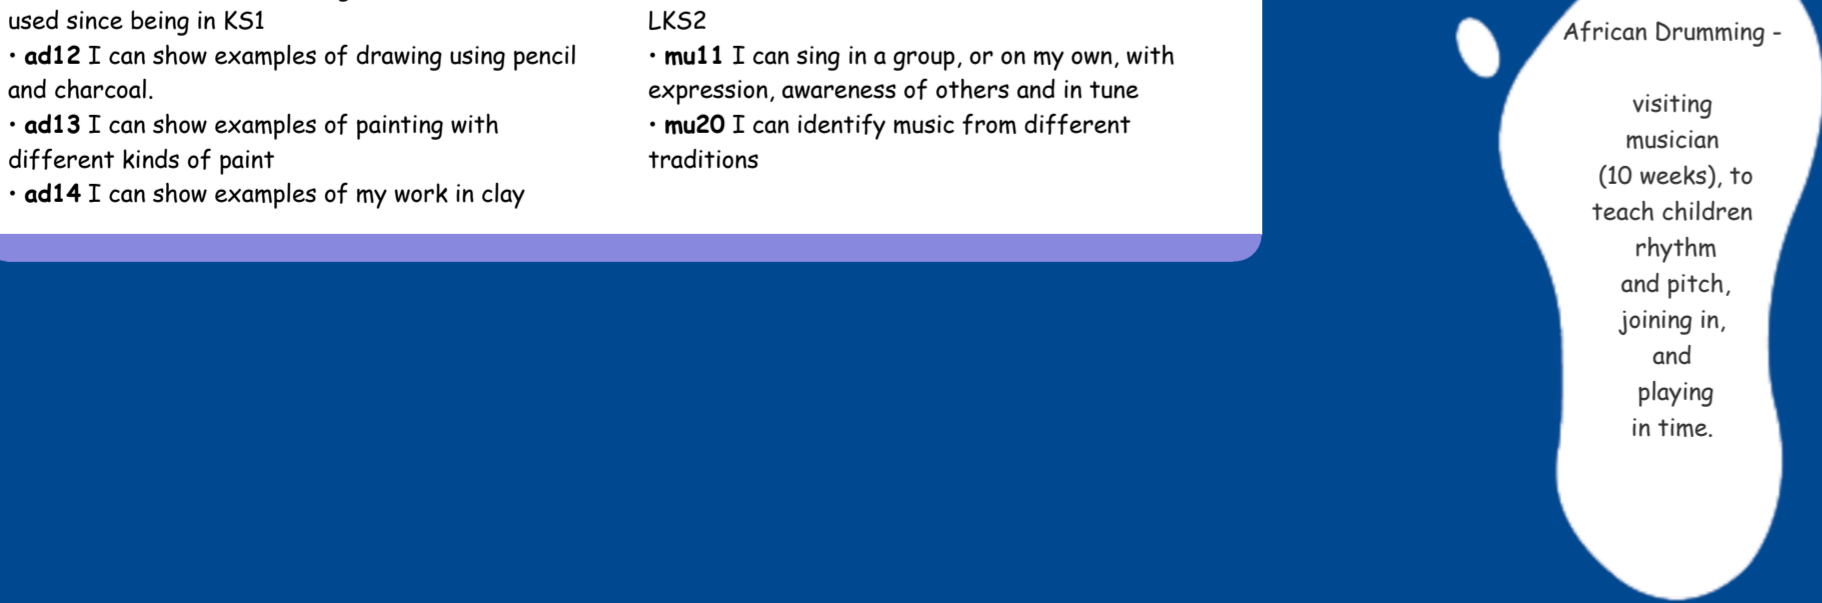 used since being in KS1
• ad12 I can show examples of drawing using pencil
and charcoal.
• ad13 I can show examples of painting with
different kinds of paint
• ad14 I can show examples of my work in clay
LKS2
• mu11 I can sing in a group, or on my own, with
expression, awareness of others and in tune
• mu20 I can identify music from different
traditions
African Drumming -
visiting
musician
(10 weeks), to
teach children
rhythm
and pitch,
joining in,
and
playing
in time.